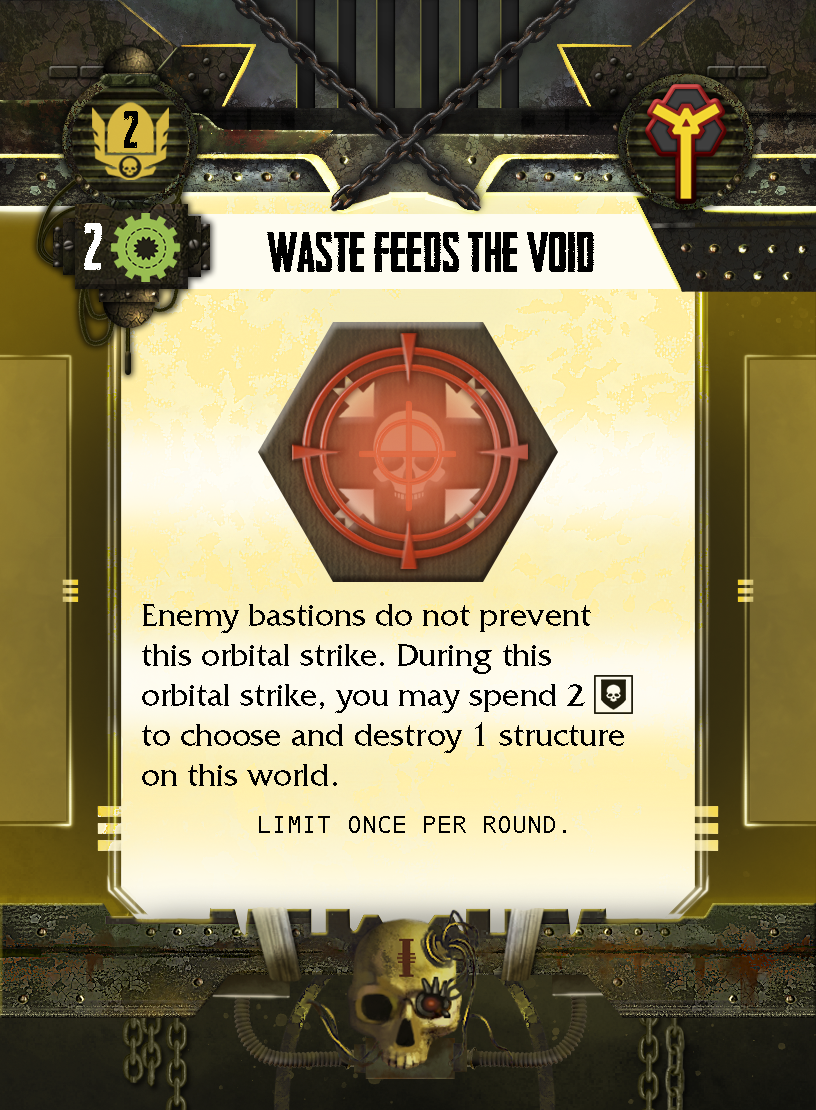 2
2
WASTE FEEDS THE VOID
Enemy bastions do not prevent
this orbital strike. During this
orbital strike, you may spend 2
to choose and destroy 1 structure
on this world.
LIMIT ONCE PER ROUND.
I